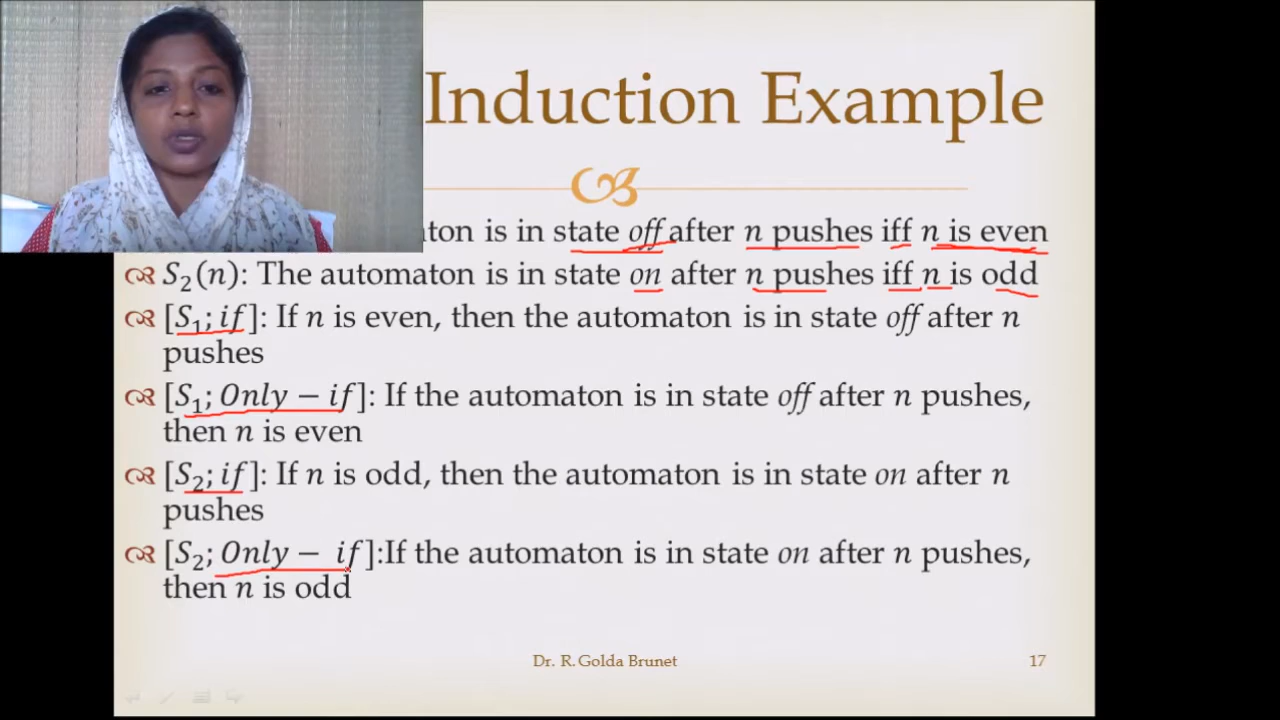 Induction Example
ton is in state off after n pushes iff n is even
S₂(n): The automaton is in state on after n pushes iff n is odd
[S₁; if]: If n is even, then the automaton is in state off after n
pushes
[S₁; Only − if]: If the automaton is in state off after n pushes,
then n is even
[S₂; if]: If n is odd, then the automaton is in state on after n
pushes
[S₂; Only − if]:If the automaton is in state on after n pushes,
then n is odd
Dr. R. Golda Brunet
17